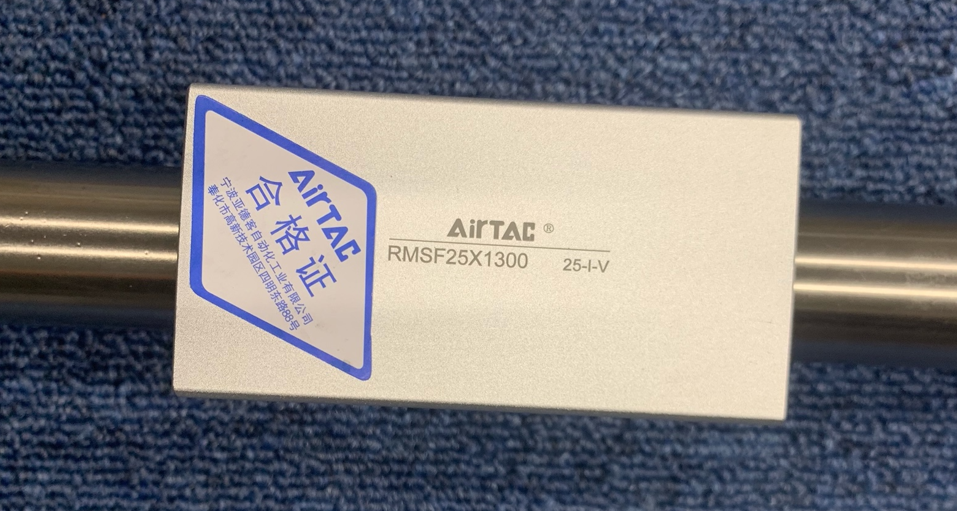 AirTAC
合格证
宁波亚德客自动化工业有限公司
奉化市高新技术园区四明东路88号
AirTAC ®
RMSF25X1300 25-I-V